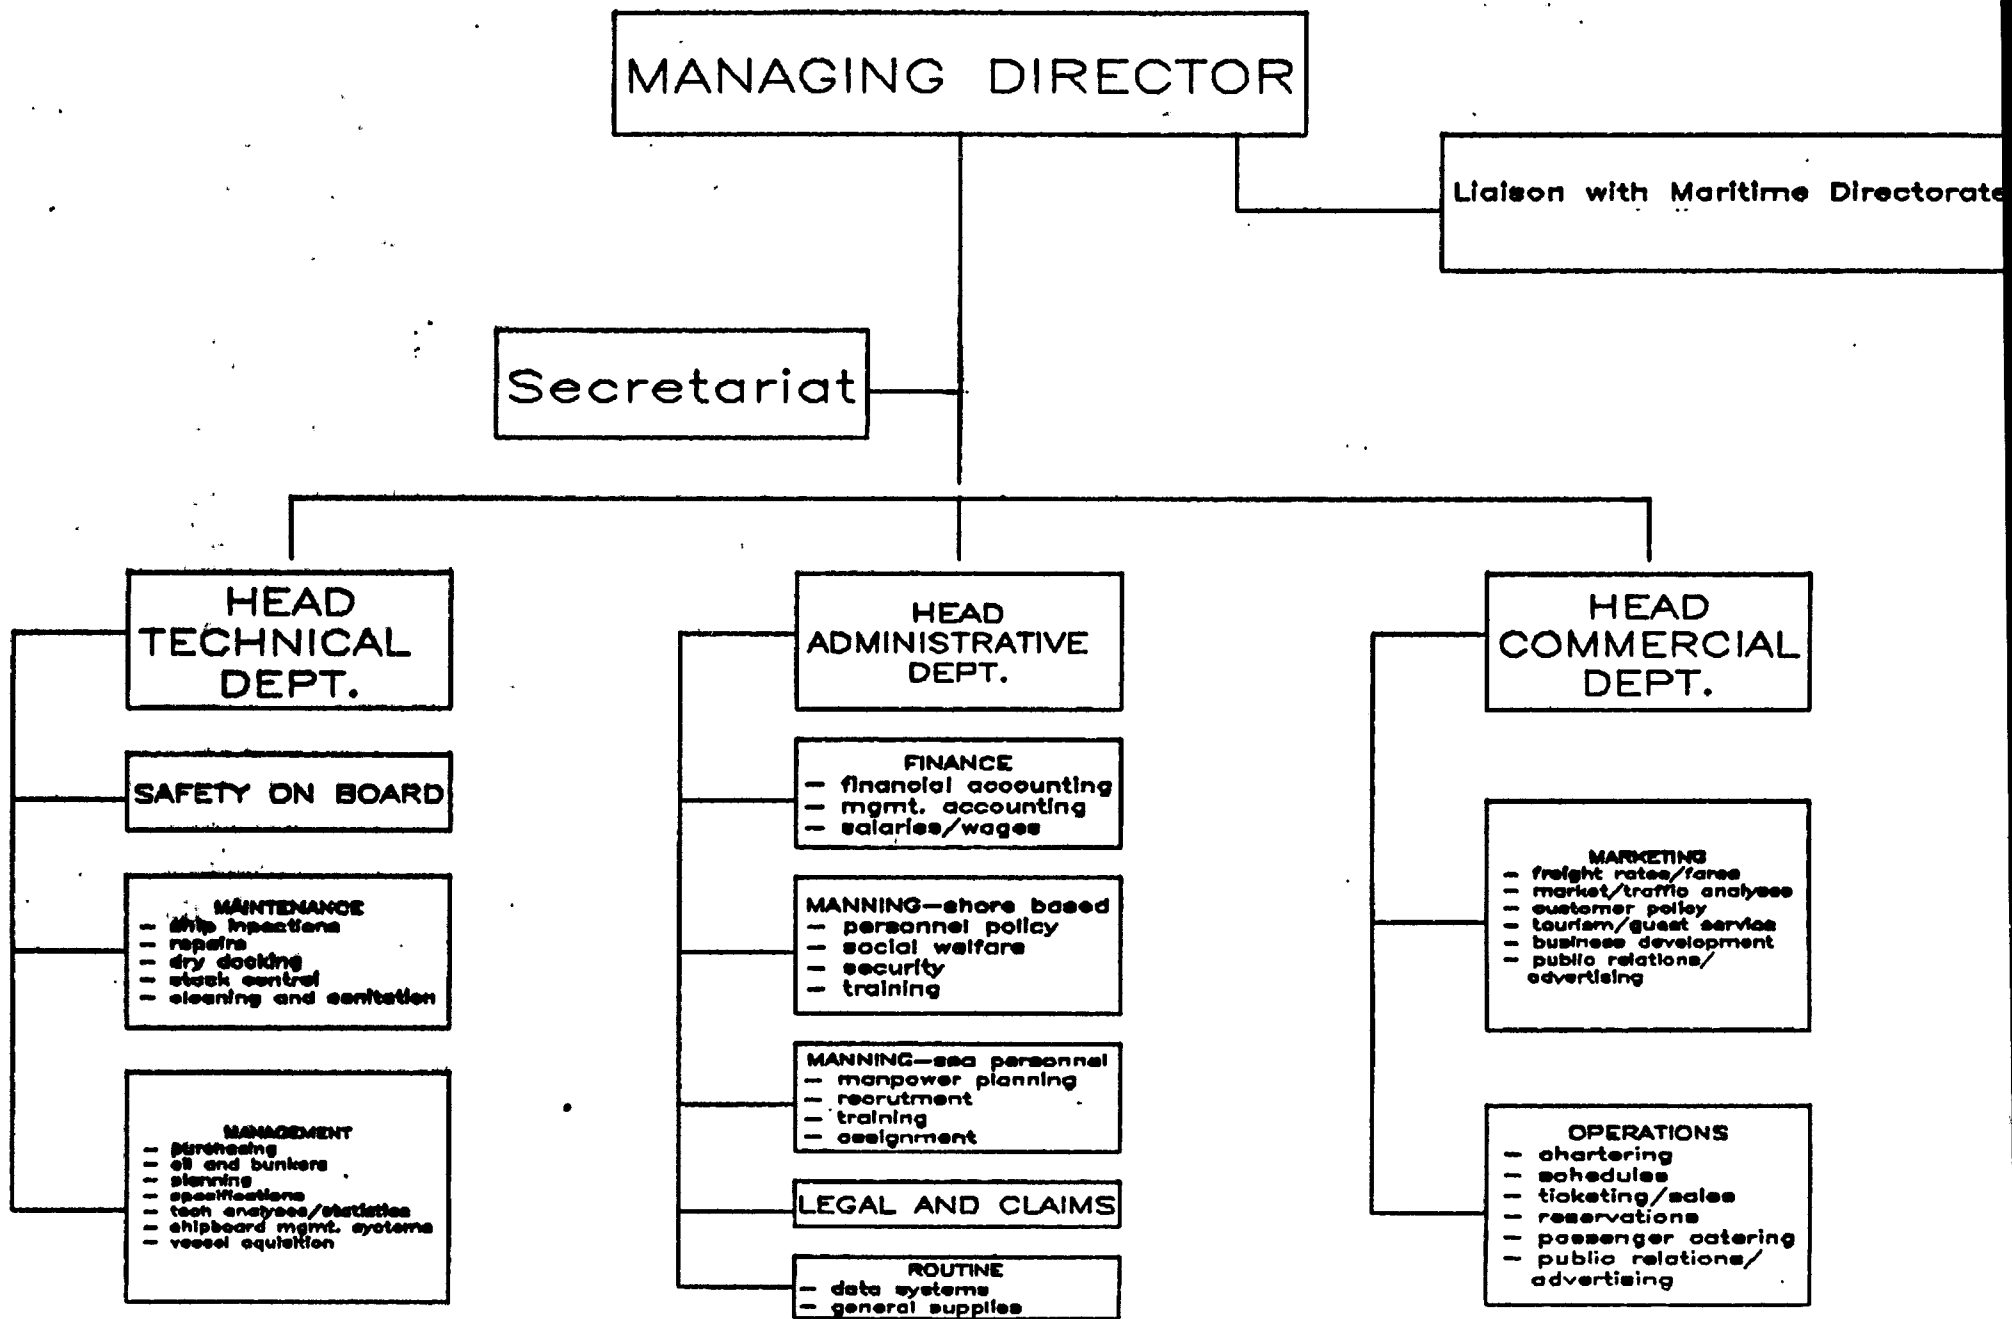 MANAGING DIRECTOR
Liaison with Maritime Directorate
Secretariat
HEAD
TECHNICAL
DEPT.
SAFETY ON BOARD
MAINTENANCE
- ship inpections
- repairs
- dry docking
- stock control
- cleaning and sanitation
MANAGEMENT
- purchasing
- oil and bunkers
- planning
- specifications
- tech analyses/statistics
- shipboard mgmt. systems
- vessel aquisition
HEAD
ADMINISTRATIVE
DEPT.
FINANCE
- financial accounting
- mgmt. accounting
- salaries/wages
MANNING-shore based
- personnel policy
- social welfare
- security
- training
MANNING-sea personnel
- manpower planning
- recrutment
- training
- assignment
LEGAL AND CLAIMS
ROUTINE
- data systems
- general supplies
HEAD
COMMERCIAL
DEPT.
MARKETING
- freight rates/fares
- market/traffic analyses
- customer policy
- tourism/guest service
- business development
- public relations/
advertising
OPERATIONS
- chartering
- schedules
- ticketing/sales
- reservations
- passenger catering
- public relations/
advertising